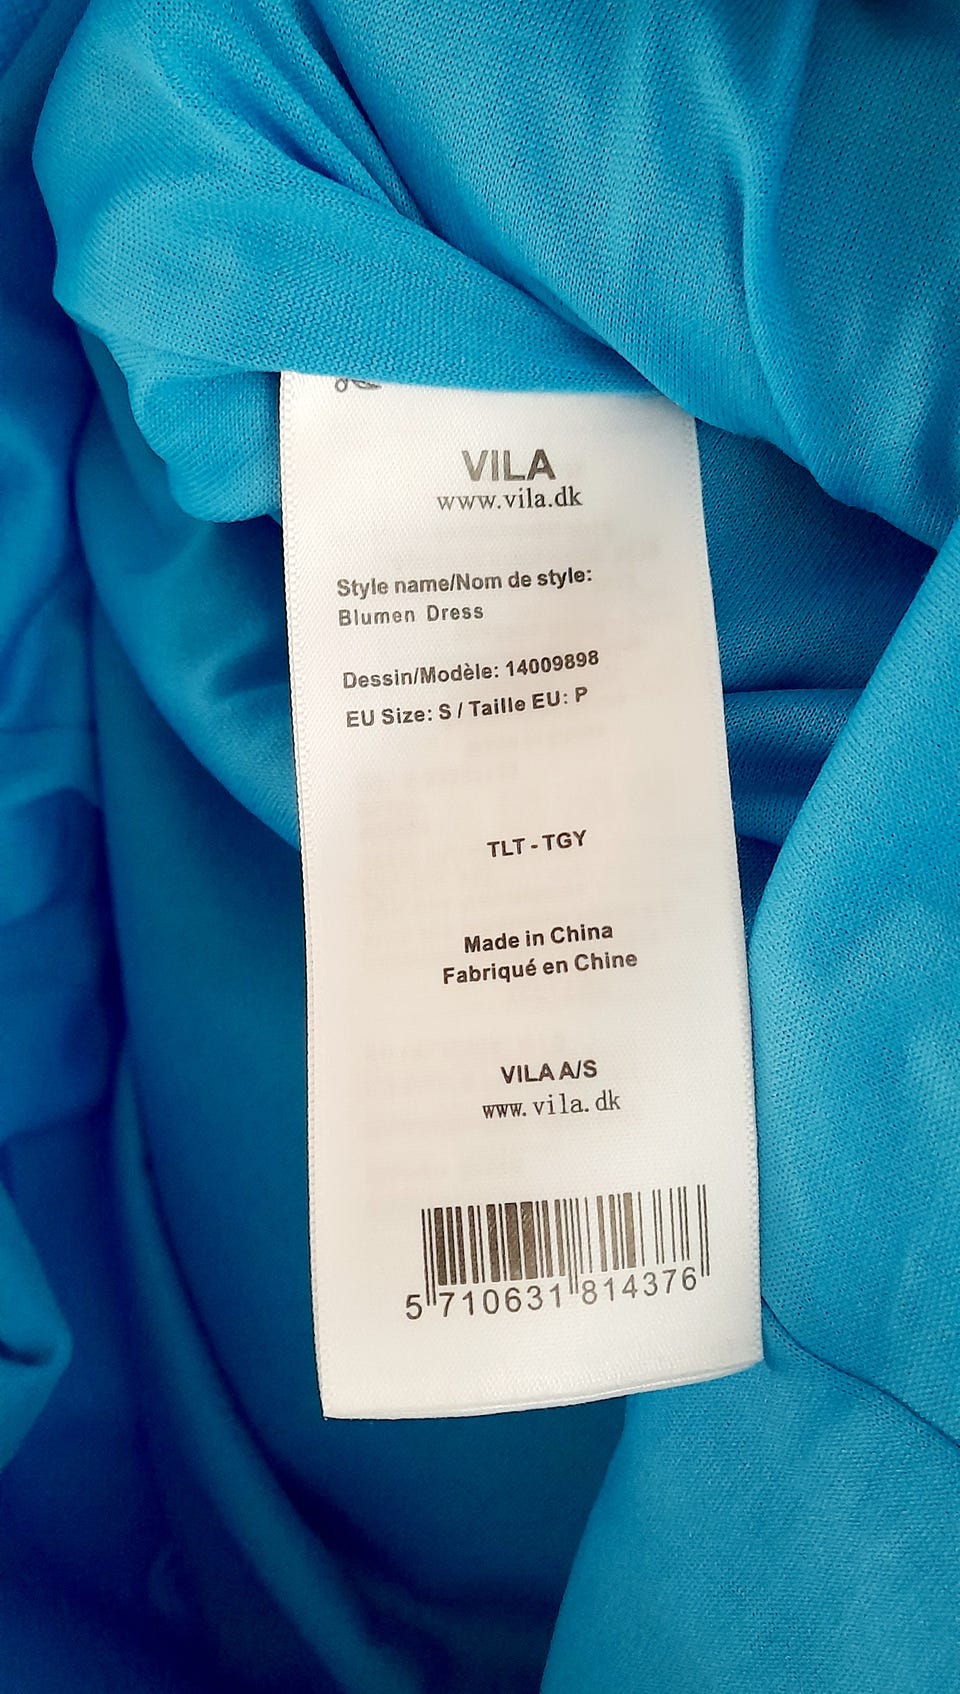 VILA
www.vila.dk
Style name/Nom de style:
Blumen Dress
Dessin/Modèle: 14009898
EU Size: S / Taille EU: P
TLT - TGY
Made in China
Fabriqué en Chine
VILA A/S
www.vila.dk
5 710631 814376